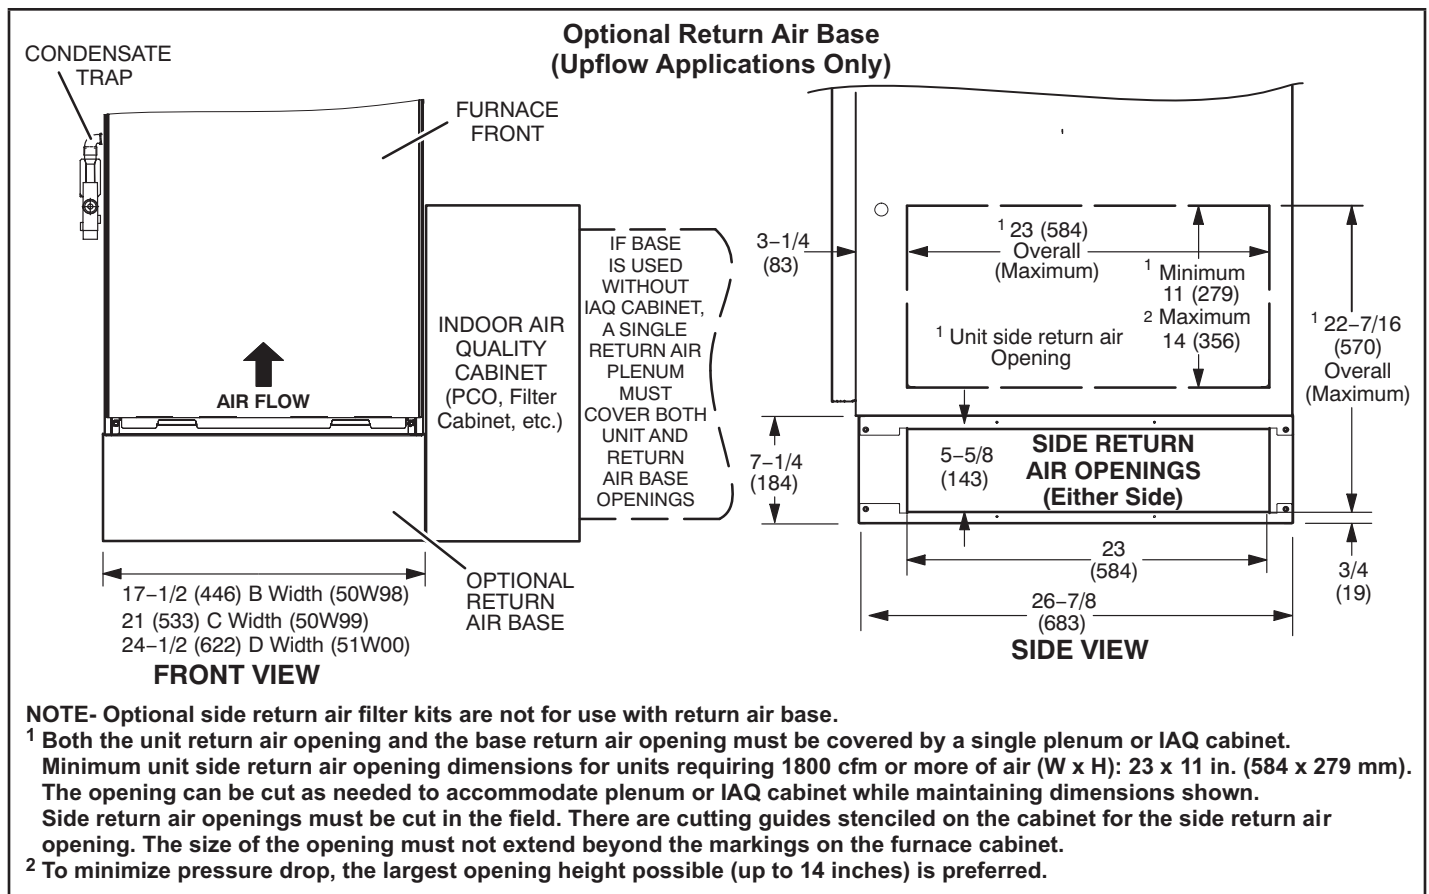 Optional Return Air Base
(Upflow Applications Only)
CONDENSATE
TRAP
FURNACE
FRONT
AIR FLOW
INDOOR AIR
QUALITY
CABINET
(PCO, Filter
Cabinet, etc.)
IF BASE
IS USED
WITHOUT
IAQ CABINET,
A SINGLE
RETURN AIR
PLENUM
MUST
COVER BOTH
UNIT AND
RETURN
AIR BASE
OPENINGS
17−1/2 (446) B Width (50W98)
21 (533) C Width (50W99)
24−1/2 (622) D Width (51W00)
OPTIONAL
RETURN
AIR BASE
FRONT VIEW
3−1/4
(83)
1 23 (584)
Overall
(Maximum)
1 Minimum
11 (279)
2 Maximum
14 (356)
1 Unit side return air
Opening
1 22−7/16
(570)
Overall
(Maximum)
7−1/4
(184)
5−5/8
(143)
SIDE RETURN
AIR OPENINGS
(Either Side)
23
(584)
26−7/8
(683)
3/4
(19)
SIDE VIEW
NOTE- Optional side return air filter kits are not for use with return air base.
1 Both the unit return air opening and the base return air opening must be covered by a single plenum or IAQ cabinet.
Minimum unit side return air opening dimensions for units requiring 1800 cfm or more of air (W x H): 23 x 11 in. (584 x 279 mm).
The opening can be cut as needed to accommodate plenum or IAQ cabinet while maintaining dimensions shown.
Side return air openings must be cut in the field. There are cutting guides stenciled on the cabinet for the side return air
opening. The size of the opening must not extend beyond the markings on the furnace cabinet.
2 To minimize pressure drop, the largest opening height possible (up to 14 inches) is preferred.